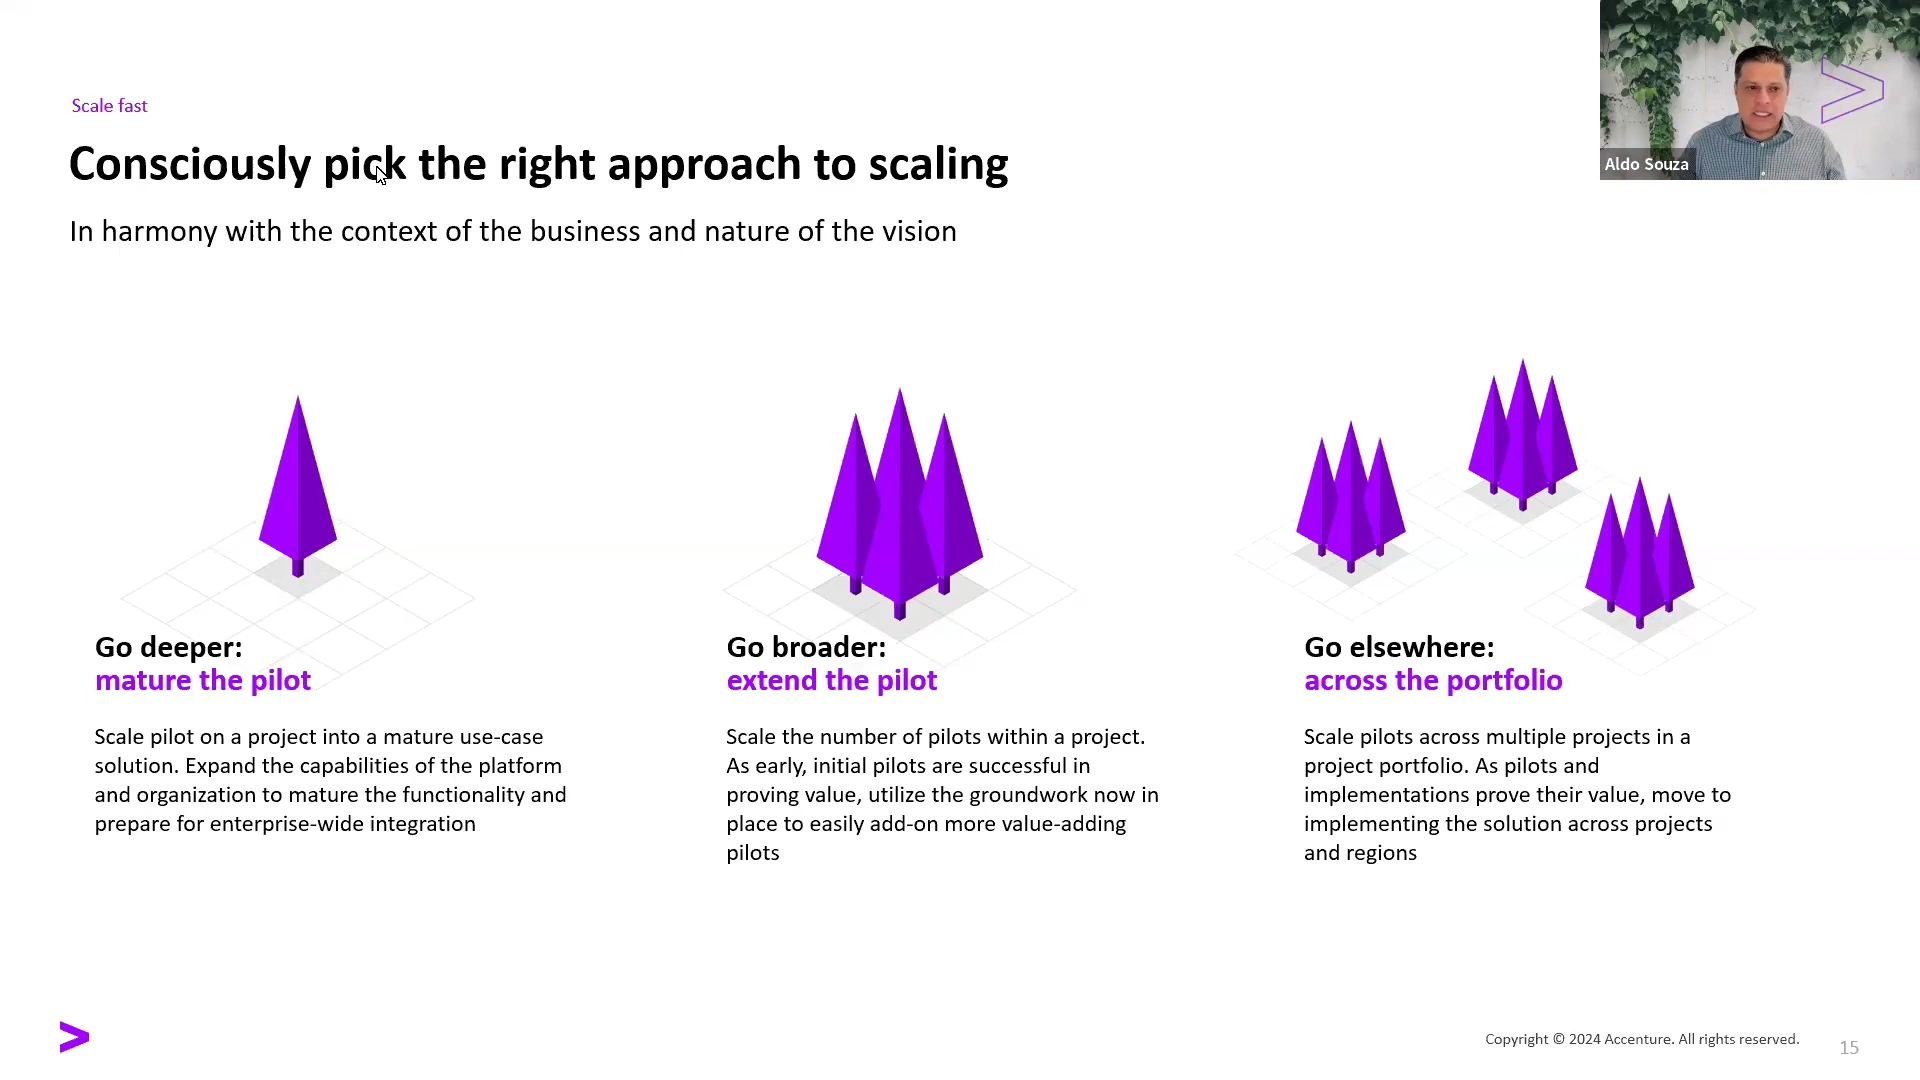 Scale fast
Consciously pick the right approach to scaling
In harmony with the context of the business and nature of the vision
Aldo Souza
Go deeper:
mature the pilot
Scale pilot on a project into a mature use-case
solution. Expand the capabilities of the platform
and organization to mature the functionality and
prepare for enterprise-wide integration
Go broader:
extend the pilot
Scale the number of pilots within a project.
As early, initial pilots are successful in
proving value, utilize the groundwork now in
place to easily add-on more value-adding
pilots
Go elsewhere:
across the portfolio
Scale pilots across multiple projects in a
project portfolio. As pilots and
implementations prove their value, move to
implementing the solution across projects
and regions
Copyright © 2024 Accenture. All rights reserved.
15